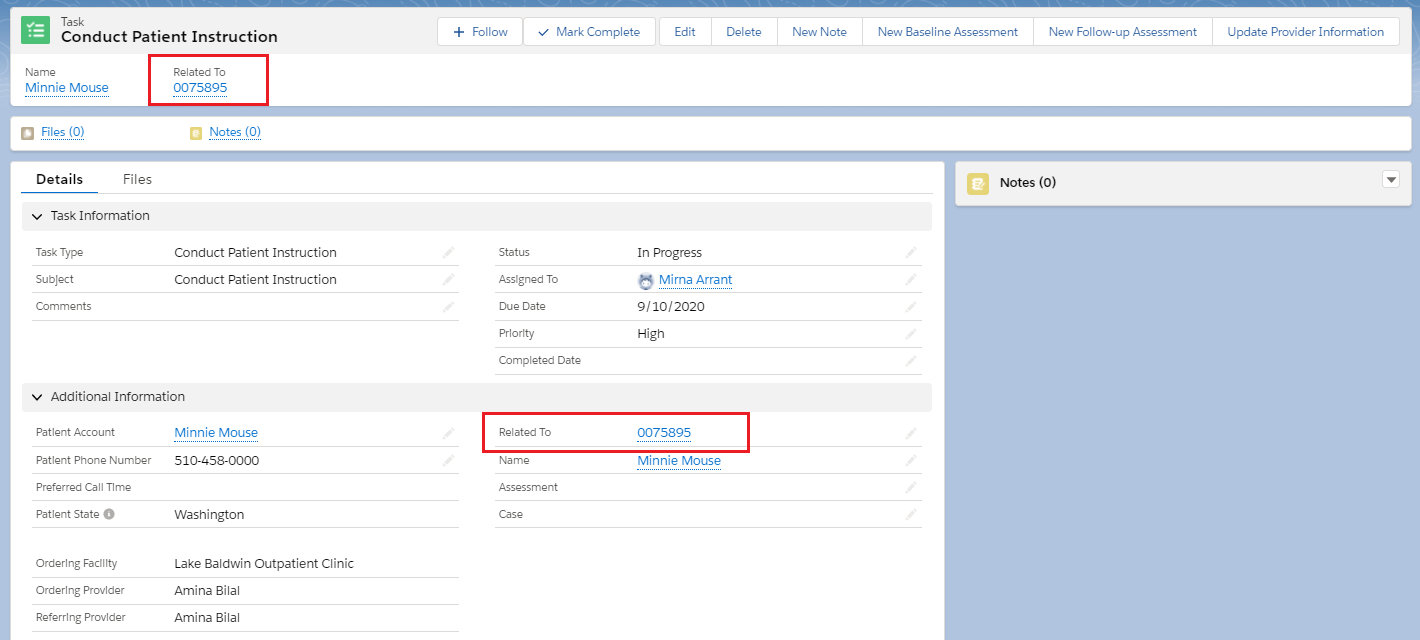 Task
Conduct Patient Instruction
Follow
Mark Complete
Edit
Delete
New Note
New Baseline Assessment
New Follow-up Assessment
Update Provider Information
Name
Minnie Mouse
Related To
0075895
Files (0)
Notes (0)
Details
Files
Task Information
Task Type
Conduct Patient Instruction
Subject
Conduct Patient Instruction
Comments
Status
In Progress
Assigned To
Mirna Arrant
Due Date
9/10/2020
Priority
High
Completed Date
Additional Information
Patient Account
Minnie Mouse
Patient Phone Number
510-458-0000
Preferred Call Time
Patient State
Washington
Ordering Facility
Lake Baldwin Outpatient Clinic
Ordering Provider
Amina Bilal
Referring Provider
Amina Bilal
Related To
0075895
Name
Minnie Mouse
Assessment
Case
Notes (0)